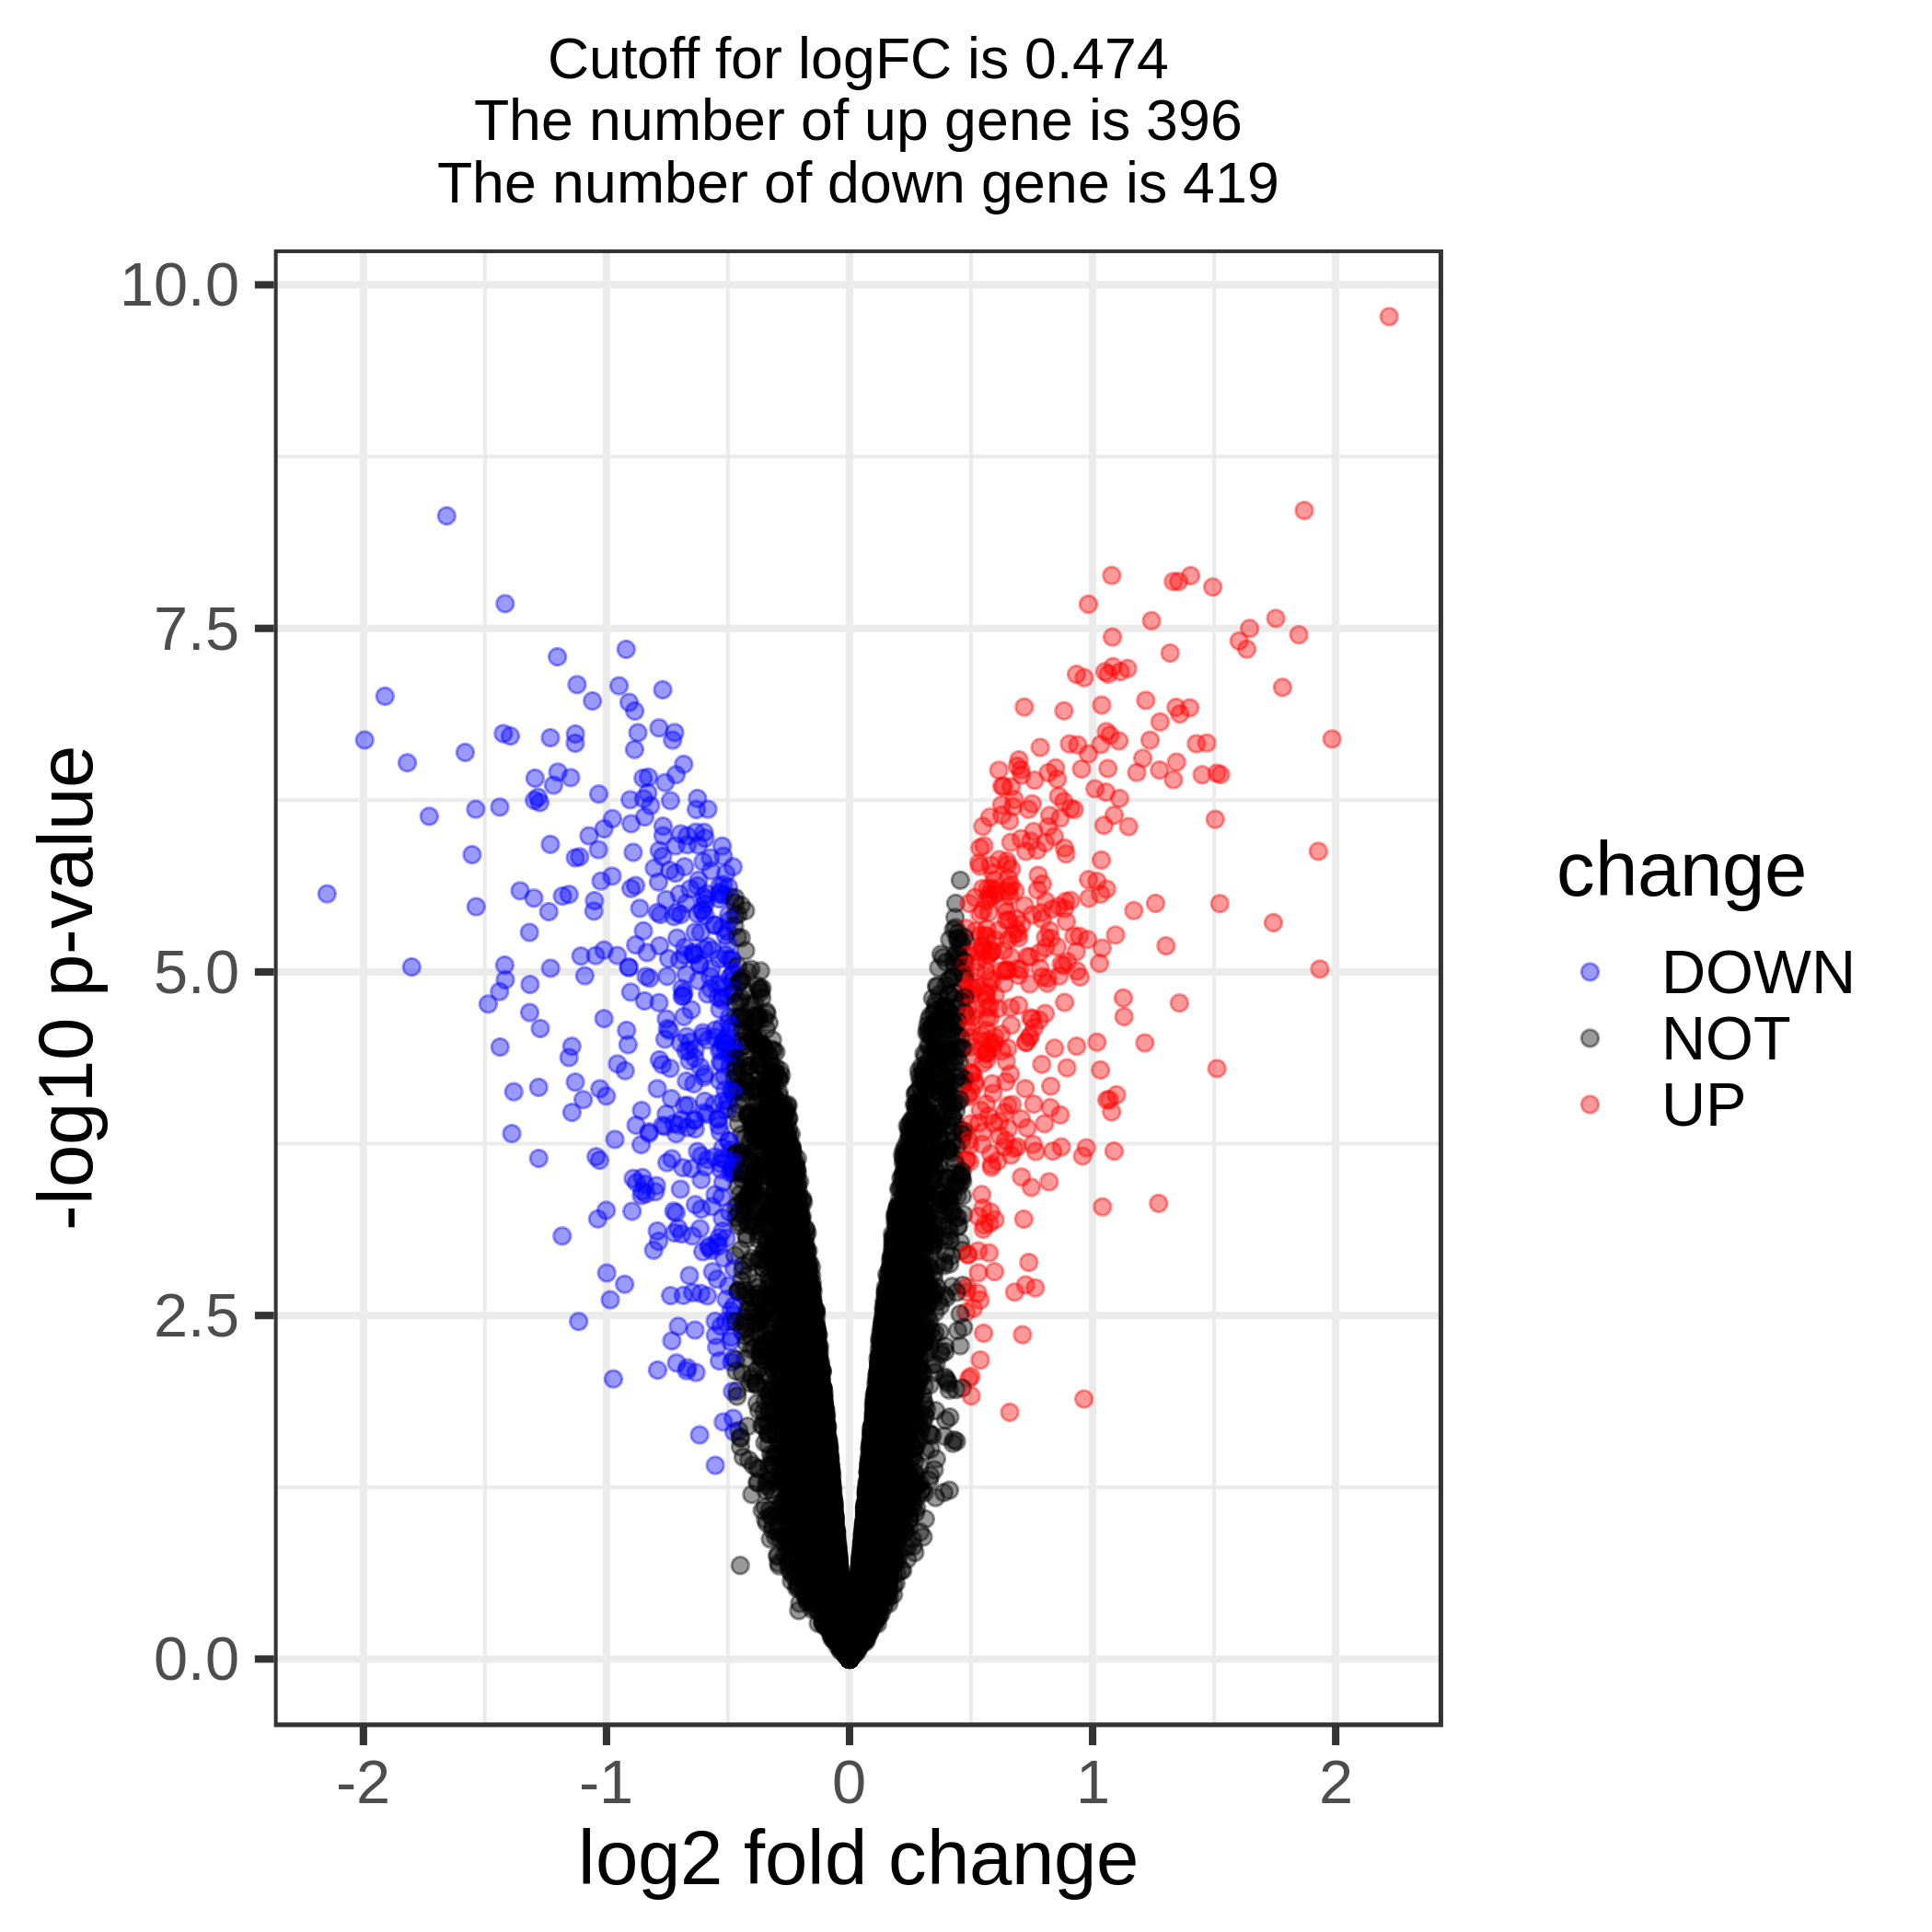 Cutoff for logFC is 0.474
The number of up gene is 396
The number of down gene is 419
10.0
7.5
5.0
2.5
0.0
-log10 p-value
-2
-1
0
1
2
log2 fold change
change
DOWN
NOT
UP